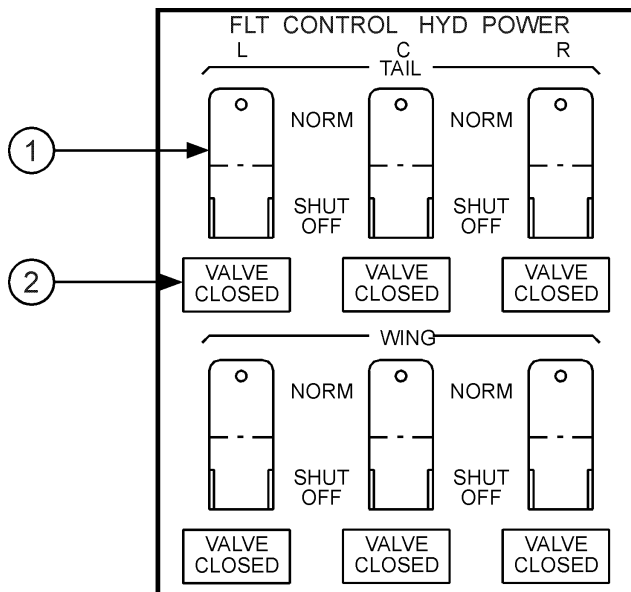 FLT CONTROL HYD POWER
L C R
TAIL
1
NORM NORM
SHUT OFF SHUT OFF
2
VALVE CLOSED VALVE CLOSED VALVE CLOSED
WING
NORM NORM
SHUT OFF SHUT OFF
VALVE CLOSED VALVE CLOSED VALVE CLOSED